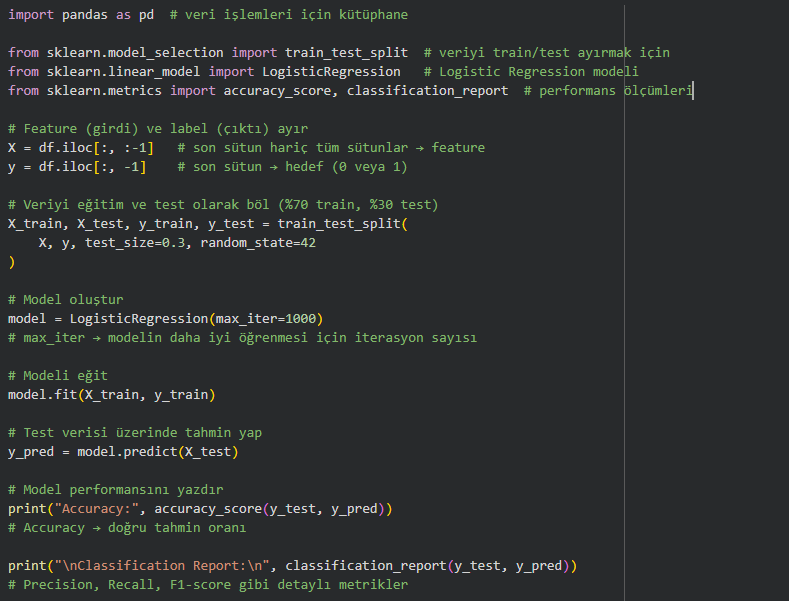 import pandas as pd  # veri işlemleri için kütüphane
from sklearn.model_selection import train_test_split  # veriyi train/test ayırmak için
from sklearn.linear_model import LogisticRegression   # Logistic Regression modeli
from sklearn.metrics import accuracy_score, classification_report  # performans ölçümleri
# Feature (girdi) ve label (çıktı) ayır
X = df.iloc[:, :-1]   # son sütun hariç tüm sütunlar → feature
y = df.iloc[:, -1]    # son sütun → hedef (0 veya 1)
# Veriyi eğitim ve test olarak böl (%70 train, %30 test)
X_train, X_test, y_train, y_test = train_test_split(
    X, y, test_size=0.3, random_state=42
)
# Model oluştur
model = LogisticRegression(max_iter=1000)
# max_iter → modelin daha iyi öğrenmesi için iterasyon sayısı
# Modeli eğit
model.fit(X_train, y_train)
# Test verisi üzerinde tahmin yap
y_pred = model.predict(X_test)
# Model performansını yazdır
print("Accuracy:", accuracy_score(y_test, y_pred))
# Accuracy → doğru tahmin oranı
print("\nClassification Report:\n", classification_report(y_test, y_pred))
# Precision, Recall, F1-score gibi detaylı metrikler